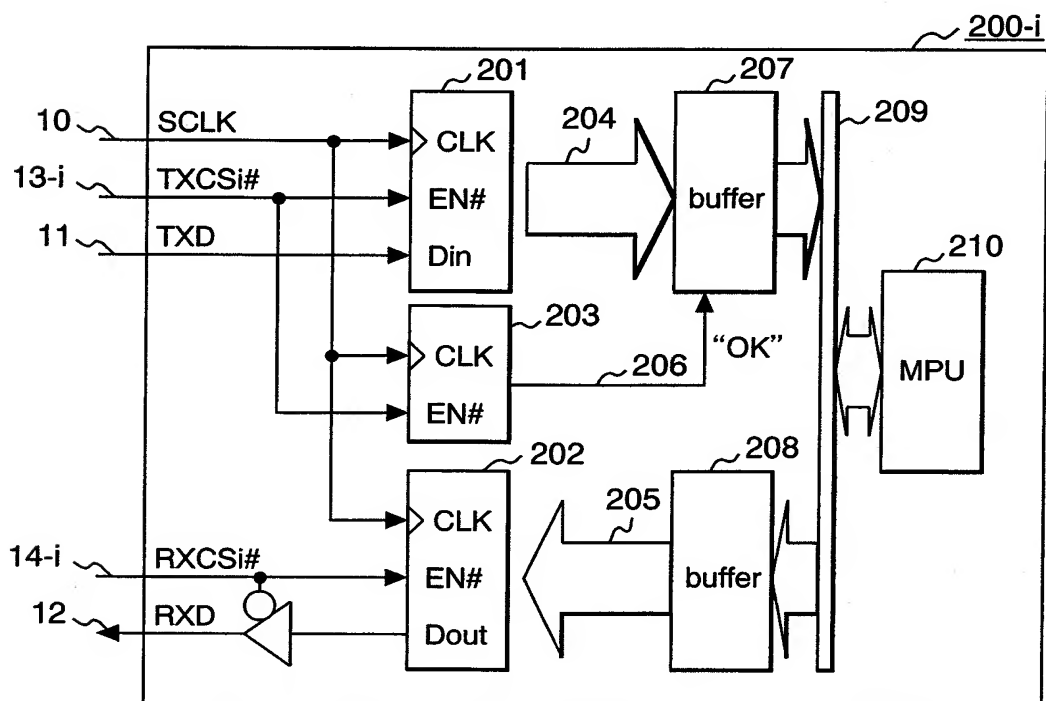 200-i
201
207
10
SCLK
CLK
204
209
13-i
TXCSi#
EN#
buffer
11
TXD
Din
210
203
CLK
206
"OK"
MPU
EN#
202
208
CLK
205
14-i
RXCSi#
EN#
buffer
12
RXD
Dout